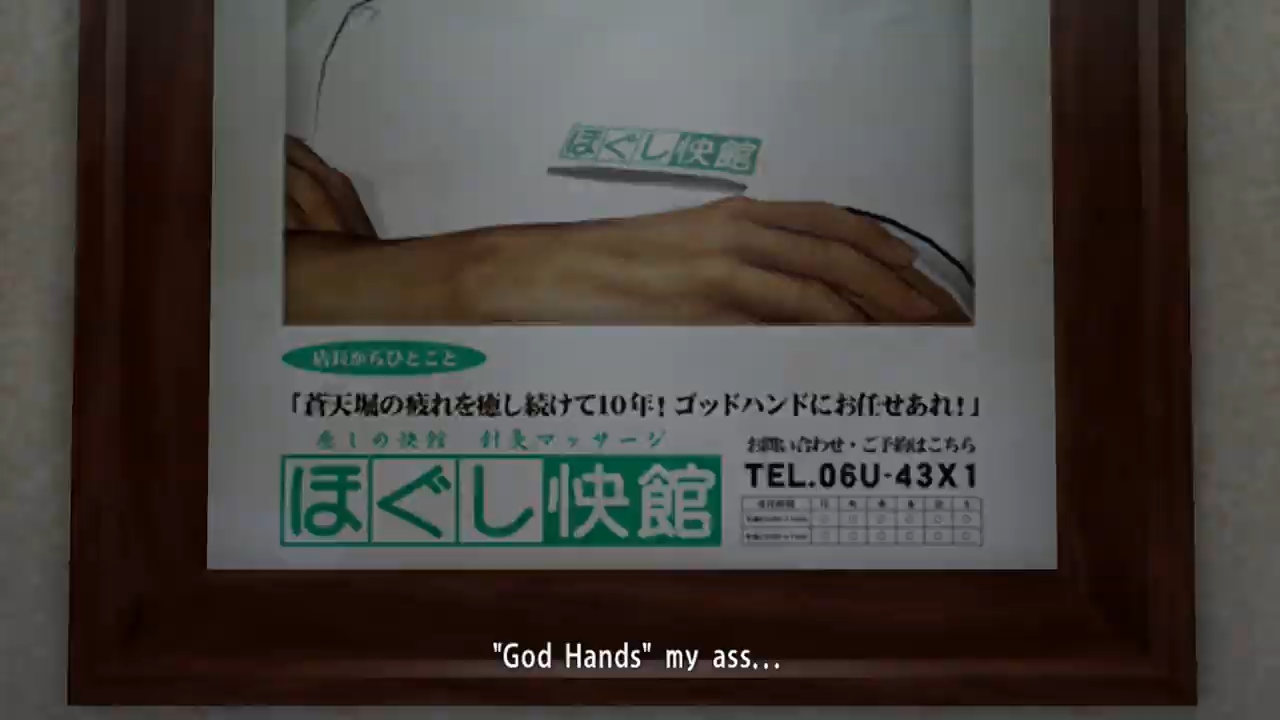 ほぐし快館
店長からひとこと
「蒼天堀の疲れを癒し続けて10年！ゴッドハンドにお任せあれ！」
癒しの快館 針灸マッサージ
ほぐし快館
お問い合わせ・ご予約はこちら
TEL.06U-43X1
"God Hands" my ass...